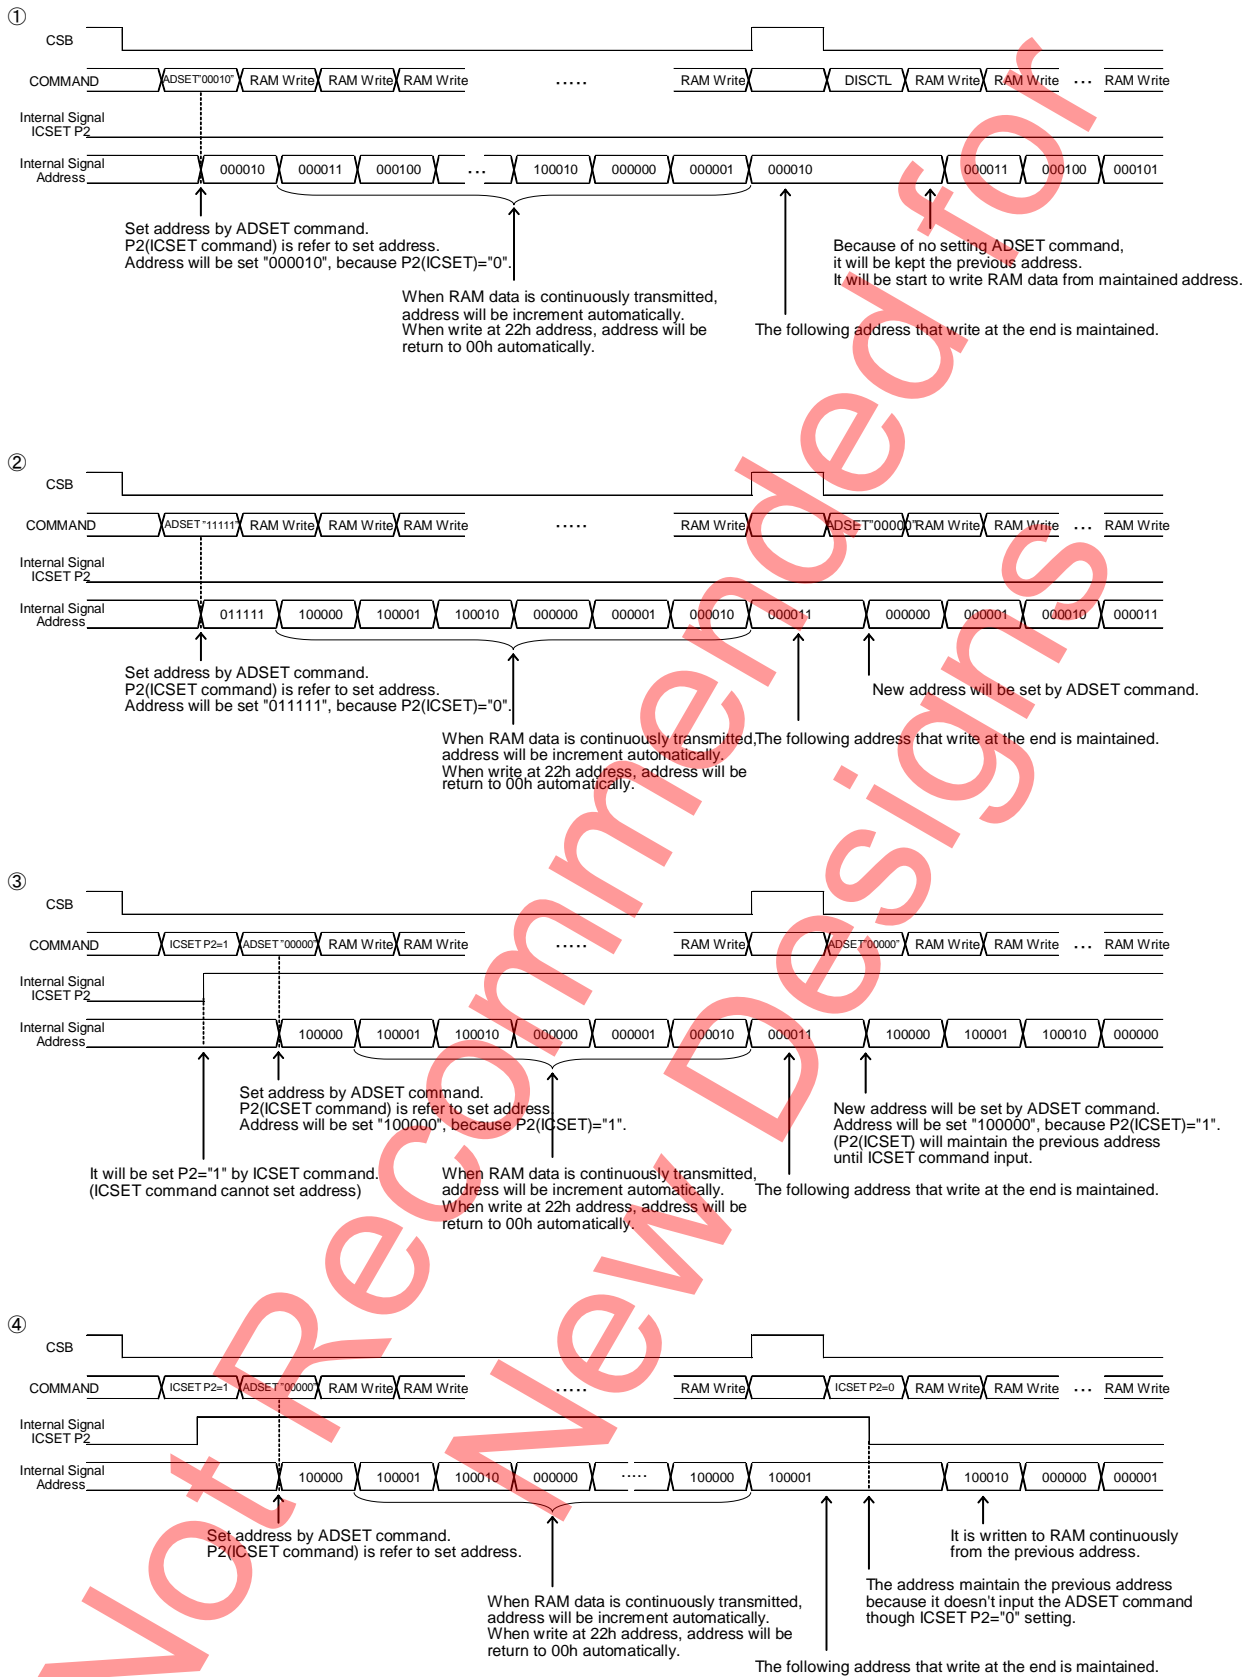 ①
CSB
COMMAND ADSET"00010" RAM Write RAM Write RAM Write ····· RAM Write DISCTL RAM Write RAM Write ··· RAM Write
Internal Signal
ICSET P2
Internal Signal
Address 000010 000011 000100 ··· 100010 000000 000001 000010 000011 000100 000101
Set address by ADSET command.
P2(ICSET command) is refer to set address.
Address will be set "000010", because P2(ICSET)="0".
When RAM data is continuously transmitted,
address will be increment automatically.
When write at 22h address, address will be
return to 00h automatically.
The following address that write at the end is maintained.
Because of no setting ADSET command,
it will be kept the previous address.
It will be start to write RAM data from maintained address.
②
CSB
COMMAND ADSET "11111" RAM Write RAM Write RAM Write ····· RAM Write ADSET"00000" RAM Write RAM Write ··· RAM Write
Internal Signal
ICSET P2
Internal Signal
Address 011111 100000 100001 100010 000000 000001 000010 000011 000000 000001 000010 000011
Set address by ADSET command.
P2(ICSET command) is refer to set address.
Address will be set "011111", because P2(ICSET)="0".
When RAM data is continuously transmitted,
address will be increment automatically.
When write at 22h address, address will be
return to 00h automatically.
The following address that write at the end is maintained.
New address will be set by ADSET command.
③
CSB
COMMAND ICSET P2=1 ADSET "00000" RAM Write RAM Write ····· RAM Write ADSET"00000" RAM Write RAM Write ··· RAM Write
Internal Signal
ICSET P2
Internal Signal
Address 100000 100001 100010 000000 000001 000010 000011 100000 100001 100010 000000
Set address by ADSET command.
P2(ICSET command) is refer to set address.
Address will be set "100000", because P2(ICSET)="1".
It will be set P2="1" by ICSET command.
(ICSET command cannot set address)
When RAM data is continuously transmitted,
address will be increment automatically.
When write at 22h address, address will be
return to 00h automatically.
The following address that write at the end is maintained.
New address will be set by ADSET command.
Address will be set "100000", because P2(ICSET)="1".
(P2(ICSET) will maintain the previous address
until ICSET command input.
④
CSB
COMMAND ICSET P2=1 ADSET "00000" RAM Write RAM Write ····· RAM Write ICSET P2=0 RAM Write RAM Write ··· RAM Write
Internal Signal
ICSET P2
Internal Signal
Address 100000 100001 100010 000000 ····· 100000 100001 100010 000000 000001
Set address by ADSET command.
P2(ICSET command) is refer to set address.
When RAM data is continuously transmitted,
address will be increment automatically.
When write at 22h address, address will be
return to 00h automatically.
It is written to RAM continuously
from the previous address.
The address maintain the previous address
because it doesn't input the ADSET command
though ICSET P2="0" setting.
The following address that write at the end is maintained.
Not Recommended for
New Designs